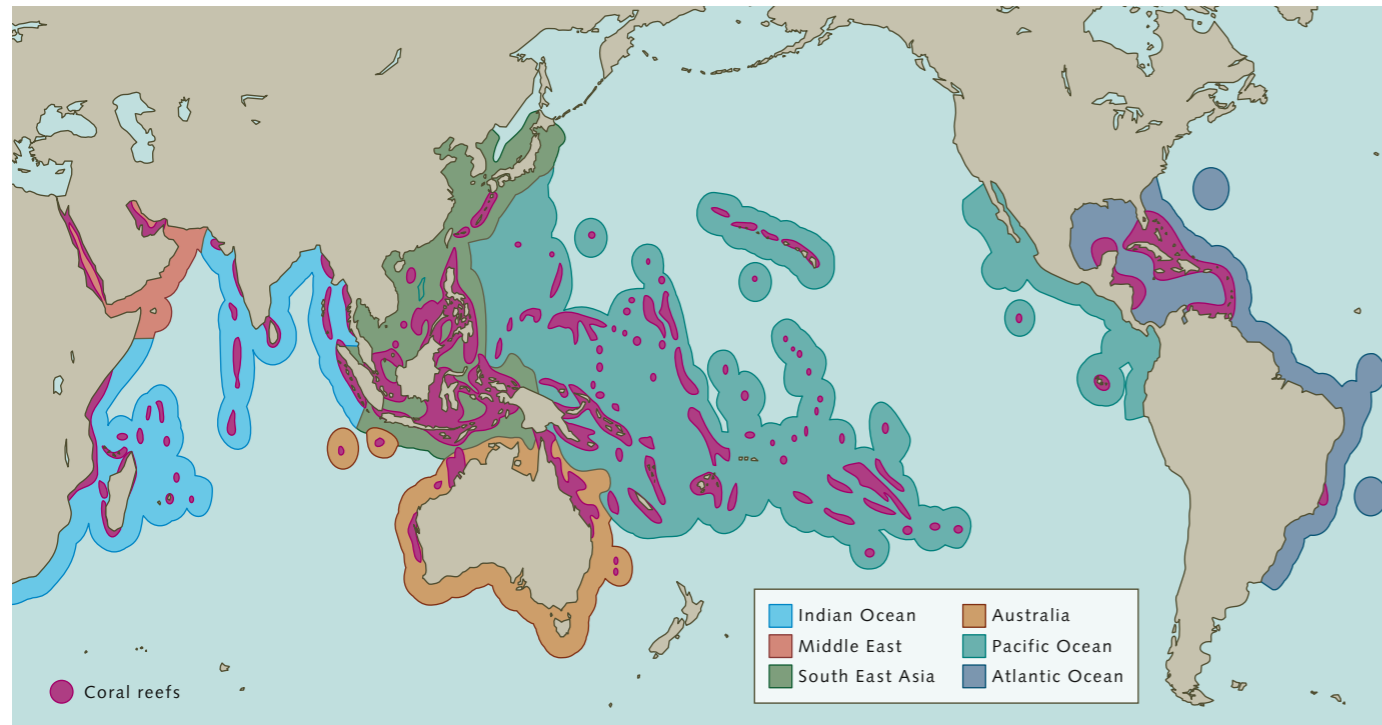 Indian Ocean
Australia
Middle East
Pacific Ocean
South East Asia
Atlantic Ocean
Coral reefs